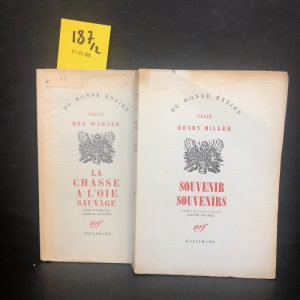 187/2
DU MONDE ENTIER
REX WARNER
LA
CHASSE
A L'OIE
SAUVAGE
nrf
GALLIMARD
DU MONDE ENTIER
HENRY MILLER
SOUVENIR
SOUVENIRS
nrf
GALLIMARD